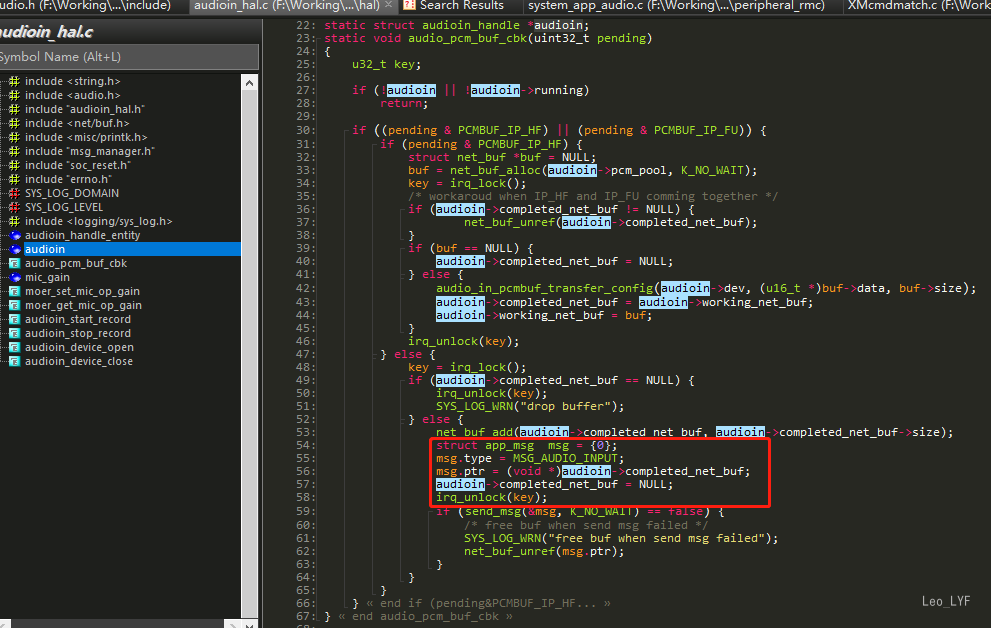 udio.h (F:\Working\...\include)
audioin_hal.c (F:\Working\...\hal) ×
Search Results
system_app_audio.c (F:\Working\...\peripheral_rmc)
XMcmdmatch.c (F:\Work
audioin_hal.c
Symbol Name (Alt+L)
include <string.h>
include <audio.h>
include "audioin_hal.h"
include <net/buf.h>
include <misc/printk.h>
include "msg_manager.h"
include "soc_reset.h"
include "errno.h"
SYS_LOG_DOMAIN
SYS_LOG_LEVEL
include <logging/sys_log.h>
audioin_handle_entity
audioin
audio_pcm_buf_cbk
mic_gain
moer_set_mic_op_gain
moer_get_mic_op_gain
audioin_start_record
audioin_stop_record
audioin_device_open
audioin_device_close
22: static struct audioin_handle *audioin;
23: static void audio_pcm_buf_cbk(uint32_t pending)
24: {
25: u32_t key;
26:
27: if (!audioin || !audioin->running)
28: return;
29:
30: if ((pending & PCMBUF_IP_HF) || (pending & PCMBUF_IP_FU)) {
31: if (pending & PCMBUF_IP_HF) {
32: struct net_buf *buf = NULL;
33: buf = net_buf_alloc(audioin->pcm_pool, K_NO_WAIT);
34: key = irq_lock();
35: /* workaroud when IP_HF and IP_FU comming together */
36: if (audioin->completed_net_buf != NULL) {
37: net_buf_unref(audioin->completed_net_buf);
38: }
39: if (buf == NULL) {
40: audioin->completed_net_buf = NULL;
41: } else {
42: audio_in_pcmbuf_transfer_config(audioin->dev, (u16_t *)buf->data, buf->size);
43: audioin->completed_net_buf = audioin->working_net_buf;
44: audioin->working_net_buf = buf;
45: }
46: irq_unlock(key);
47: } else {
48: key = irq_lock();
49: if (audioin->completed_net_buf == NULL) {
50: irq_unlock(key);
51: SYS_LOG_WRN("drop buffer");
52: } else {
53: net_buf_add(audioin->completed_net_buf, audioin->completed_net_buf->size);
54: struct app_msg msg = {0};
55: msg.type = MSG_AUDIO_INPUT;
56: msg.ptr = (void *)audioin->completed_net_buf;
57: audioin->completed_net_buf = NULL;
58: irq_unlock(key);
59: if (send_msg(&msg, K_NO_WAIT) == false) {
60: /* free buf when send msg failed */
61: SYS_LOG_WRN("free buf when send msg failed");
62: net_buf_unref(msg.ptr);
63: }
64: }
65: }
66: } « end if (pending&PCMBUF_IP_HF... »
67: } « end audio_pcm_buf_cbk »
Leo_LYF